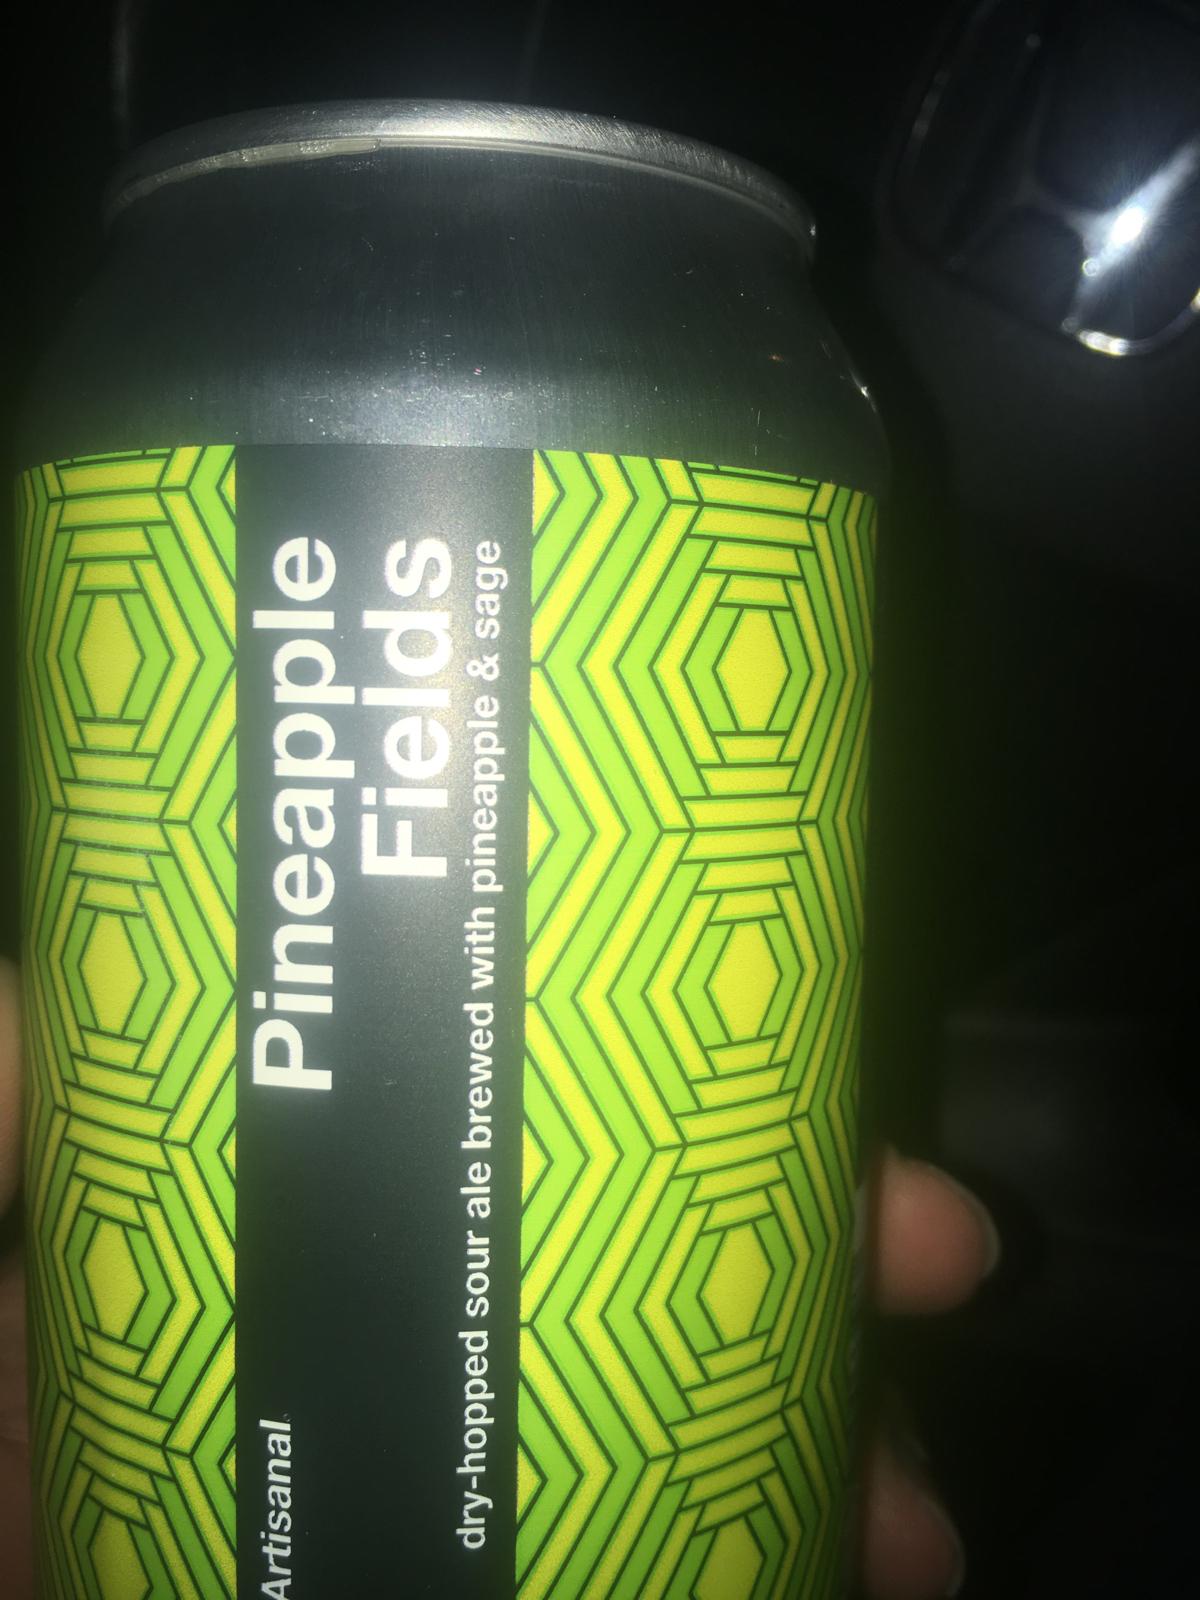 Artisanal
Pineapple
Fields
dry-hopped sour ale brewed with pineapple & sage